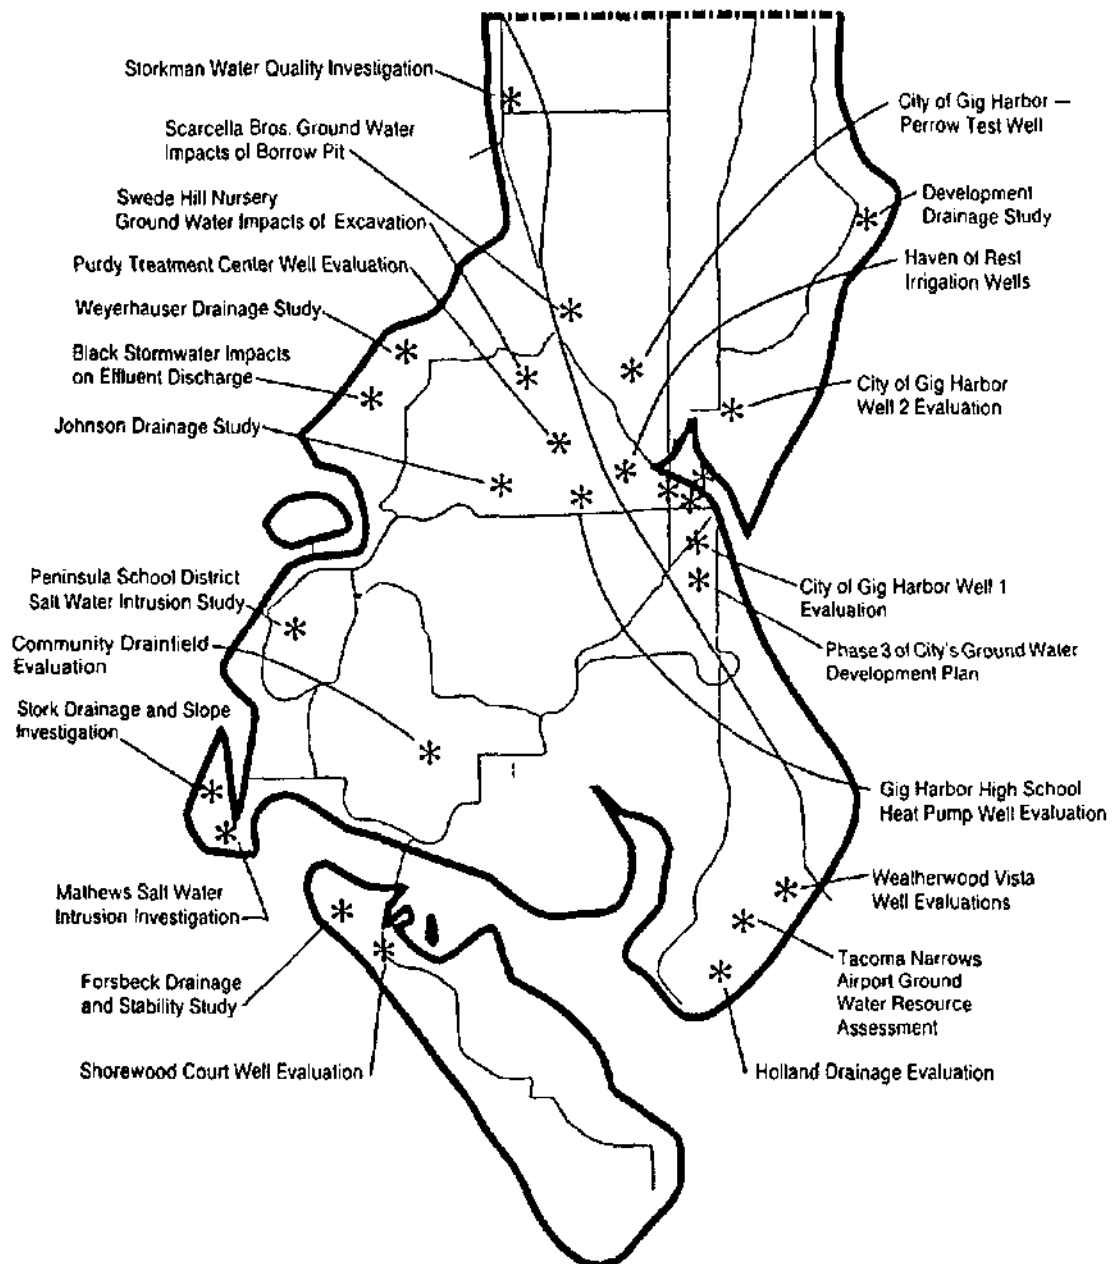 Storkman Water Quality Investigation
Scarcella Bros. Ground Water
Impacts of Borrow Pit
Swede Hill Nursery
Ground Water Impacts of Excavation
Purdy Treatment Center Well Evaluation
Weyerhauser Drainage Study
Black Stormwater Impacts
on Effluent Discharge
Johnson Drainage Study
Peninsula School District
Salt Water Intrusion Study
Community Drainfield
Evaluation
Stork Drainage and Slope
Investigation
Mathews Salt Water
Intrusion Investigation
Forsbeck Drainage
and Stability Study
Shorewood Court Well Evaluation
City of Gig Harbor —
Perrow Test Well
Development
Drainage Study
Haven of Rest
Irrigation Wells
City of Gig Harbor
Well 2 Evaluation
City of Gig Harbor Well 1
Evaluation
Phase 3 of City's Ground Water
Development Plan
Gig Harbor High School
Heat Pump Well Evaluation
Weatherwood Vista
Well Evaluations
Tacoma Narrows
Airport Ground
Water Resource
Assessment
Holland Drainage Evaluation